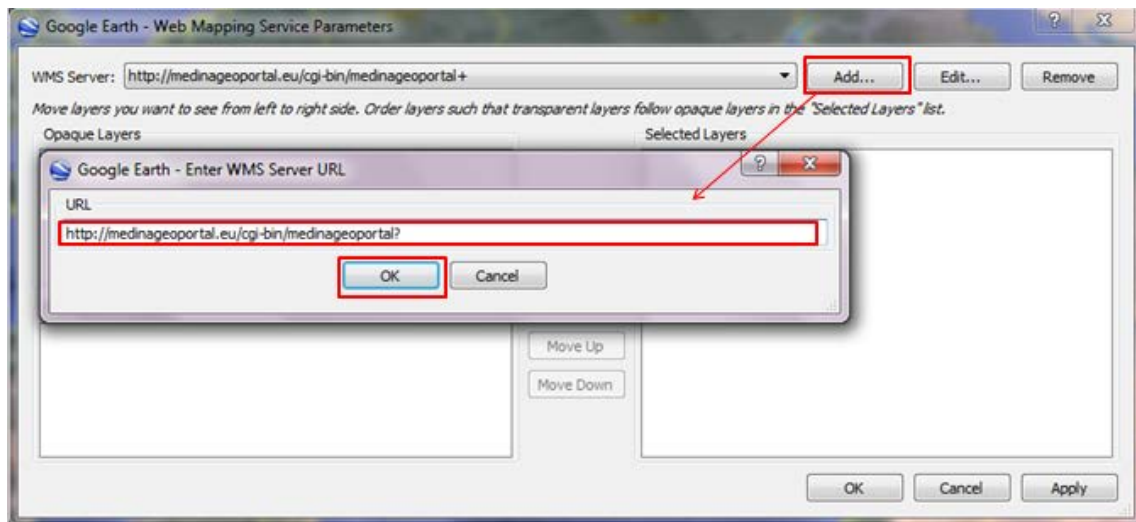 Google Earth - Web Mapping Service Parameters
WMS Server: http://medinageoportal.eu/cgi-bin/medinageoportal+ Add... Edit... Remove
Move layers you want to see from left to right side. Order layers such that transparent layers follow opaque layers in the "Selected Layers" list.
Opaque Layers Selected Layers
Google Earth - Enter WMS Server URL
URL
http://medinageoportal.eu/cgi-bin/medinageoportal?
OK Cancel
Move Up
Move Down
OK Cancel Apply